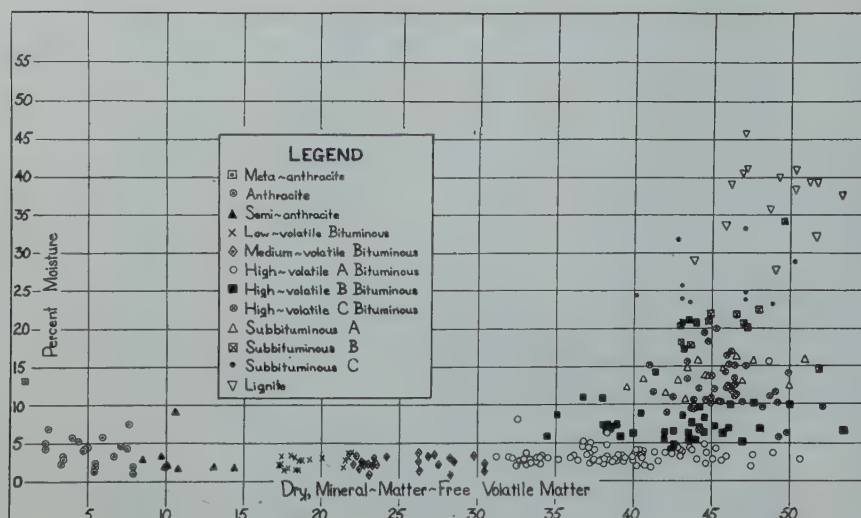 55
50
45
40
35
30
25
20
15
10
5
0
Percent Moisture
LEGEND
Meta~anthracite
Anthracite
Semi~anthracite
Low~volatile Bituminous
Medium~volatile Bituminous
High~volatile A Bituminous
High~volatile B Bituminous
High~volatile C Bituminous
Subbituminous A
Subbituminous B
Subbituminous C
Lignite
Dry, Mineral~Matter~Free Volatile Matter
5 10 15 20 25 30 35 40 45 50